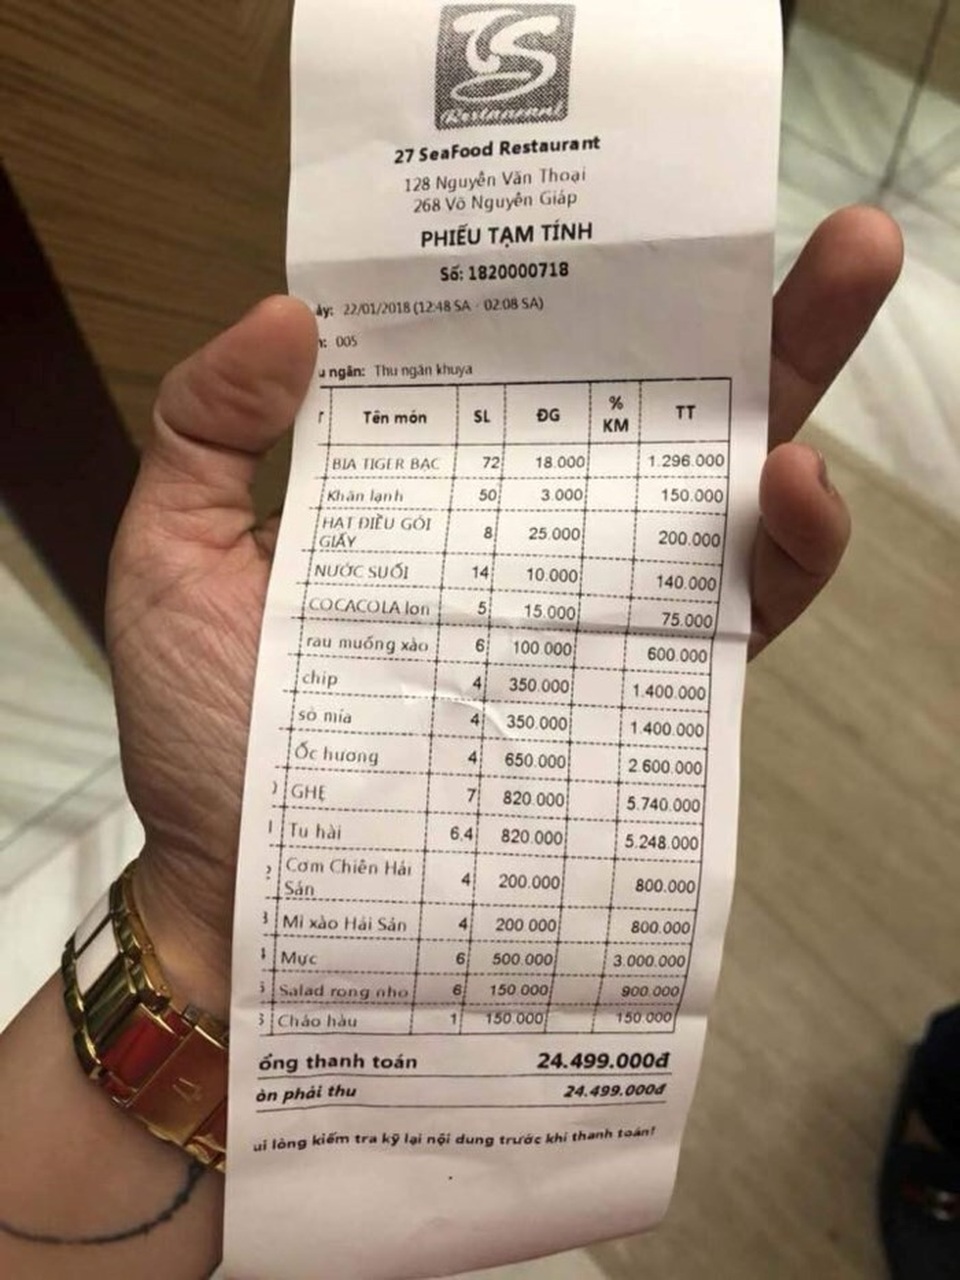 TS
Restaurant
27 SeaFood Restaurant
128 Nguyễn Văn Thoại
268 Võ Nguyên Giáp
PHIẾU TẠM TÍNH
Số: 1820000718
ày: 22/01/2018 (12:48 SA - 02:08 SA)
n: 005
u ngân: Thu ngân khuya
T Tên món SL ĐG % KM TT
BIA TIGER BẠC 72 18.000 1.296.000
Khăn lạnh 50 3.000 150.000
HẠT ĐIỀU GÓI GIẤY 8 25.000 200.000
NƯỚC SUỐI 14 10.000 140.000
COCACOLA lon 5 15.000 75.000
rau muống xào 6 100.000 600.000
chip 4 350.000 1.400.000
sò mía 4 350.000 1.400.000
Ốc hương 4 650.000 2.600.000
0 GHẸ 7 820.000 5.740.000
1 Tu hài 6,4 820.000 5.248.000
2 Cơm Chiên Hải Sản 4 200.000 800.000
3 Mì xào Hải Sản 4 200.000 800.000
4 Mực 6 500.000 3.000.000
5 Salad rong nho 6 150.000 900.000
6 Cháo hàu 1 150.000 150.000
ổng thanh toán 24.499.000đ
òn phải thu 24.499.000đ
ui lòng kiểm tra kỹ lại nội dung trước khi thanh toán!